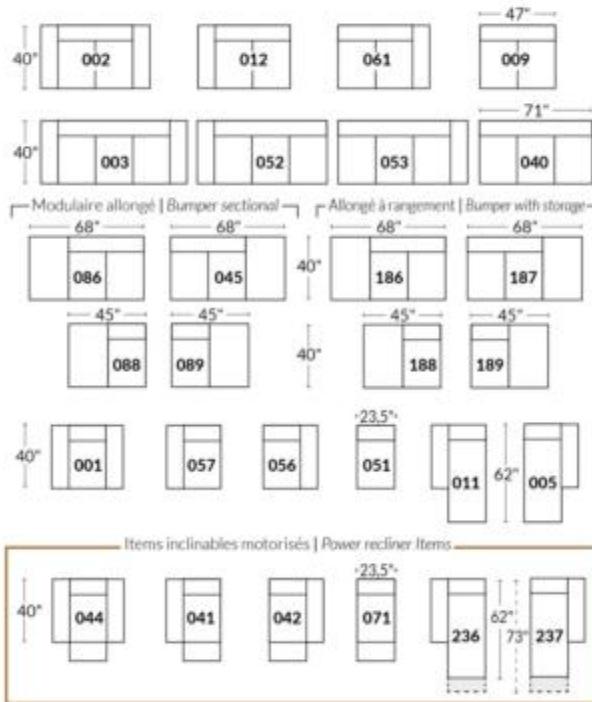 47"
40" 002 012 061 009
71"
40" 003 052 053 040
Modulaire allongé | Bumper sectional Allongé à rangement | Bumper with storage
68" 68" 68" 68"
086 045 40" 186 187
45" 45" 45" 45"
088 089 40" 188 189
23,5"
40" 001 057 056 051 011 62" 005
Items inclinables motorisés | Power recliner Items
23,5"
40" 044 041 042 071 236 62" 73" 237